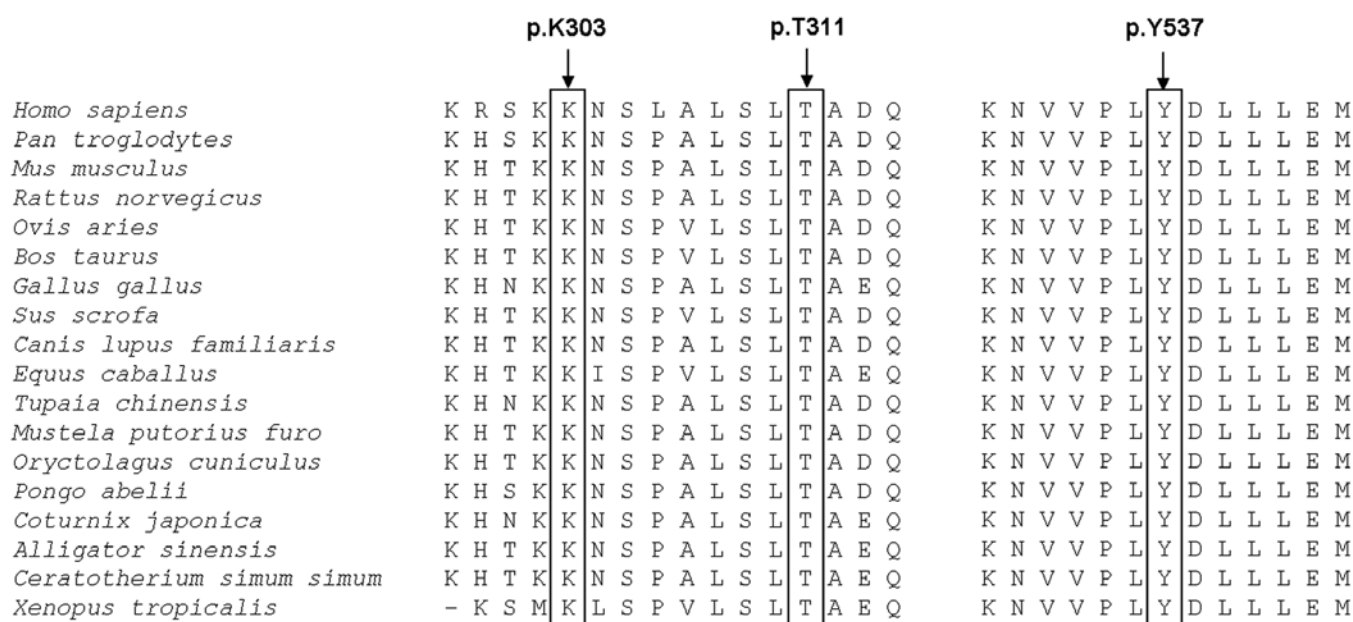 p.K303 p.T311 p.Y537
Homo sapiens K R S K K N S L A L S L T A D Q K N V V P L Y D L L L E M
Pan troglodytes K H S K K N S P A L S L T A D Q K N V V P L Y D L L L E M
Mus musculus K H T K K N S P A L S L T A D Q K N V V P L Y D L L L E M
Rattus norvegicus K H T K K N S P A L S L T A D Q K N V V P L Y D L L L E M
Ovis aries K H T K K N S P V L S L T A D Q K N V V P L Y D L L L E M
Bos taurus K H T K K N S P V L S L T A D Q K N V V P L Y D L L L E M
Gallus gallus K H N K K N S P A L S L T A E Q K N V V P L Y D L L L E M
Sus scrofa K H T K K N S P V L S L T A D Q K N V V P L Y D L L L E M
Canis lupus familiaris K H T K K N S P A L S L T A D Q K N V V P L Y D L L L E M
Equus caballus K H T K K I S P V L S L T A E Q K N V V P L Y D L L L E M
Tupaia chinensis K H N K K N S P A L S L T A D Q K N V V P L Y D L L L E M
Mustela putorius furo K H T K K N S P A L S L T A D Q K N V V P L Y D L L L E M
Oryctolagus cuniculus K H T K K N S P A L S L T A D Q K N V V P L Y D L L L E M
Pongo abelii K H S K K N S P A L S L T A D Q K N V V P L Y D L L L E M
Coturnix japonica K H N K K N S P A L S L T A E Q K N V V P L Y D L L L E M
Alligator sinensis K H T K K N S P A L S L T A E Q K N V V P L Y D L L L E M
Ceratotherium simum simum K H T K K N S P A L S L T A E Q K N V V P L Y D L L L E M
Xenopus tropicalis - K S M K L S P V L S L T A E Q K N V V P L Y D L L L E M